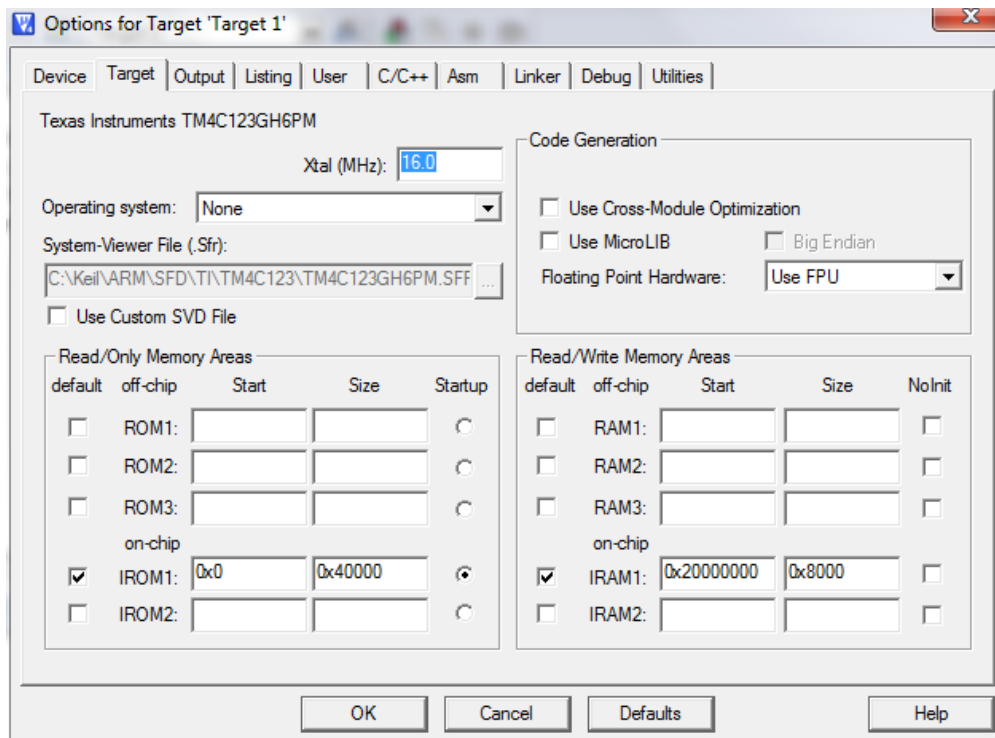 Options for Target 'Target 1'
Device Target Output Listing User C/C++ Asm Linker Debug Utilities
Texas Instruments TM4C123GH6PM
Xtal (MHz): 16.0
Operating system: None
System-Viewer File (.Sfr):
C:\Keil\ARM\SFD\TI\TM4C123\TM4C123GH6PM.SFR ...
Use Custom SVD File
Code Generation
Use Cross-Module Optimization
Use MicroLIB Big Endian
Floating Point Hardware: Use FPU
Read/Only Memory Areas
default off-chip Start Size Startup
ROM1:
ROM2:
ROM3:
on-chip
IROM1: 0x0 0x40000
IROM2:
Read/Write Memory Areas
default off-chip Start Size NoInit
RAM1:
RAM2:
RAM3:
on-chip
IRAM1: 0x20000000 0x8000
IRAM2:
OK Cancel Defaults Help